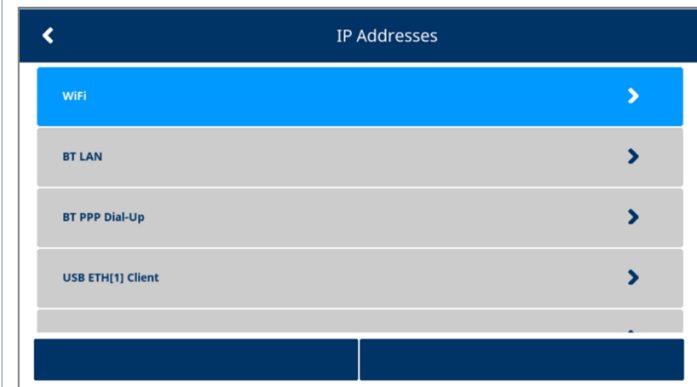 IP Addresses
WiFi
BT LAN
BT PPP Dial-Up
USB ETH[1] Client